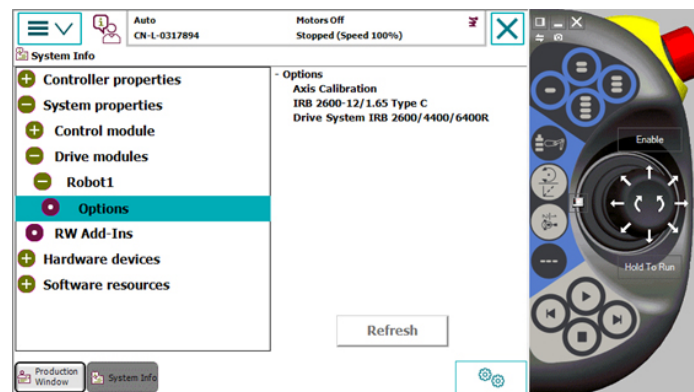 Auto
CN-L-0317894
Motors Off
Stopped (Speed 100%)
System Info
Controller properties
System properties
Control module
Drive modules
Robot1
Options
RW Add-Ins
Hardware devices
Software resources
- Options
Axis Calibration
IRB 2600-12/1.65 Type C
Drive System IRB 2600/4400/6400R
Refresh
Production
Window
System Info
Enable
Hold To Run